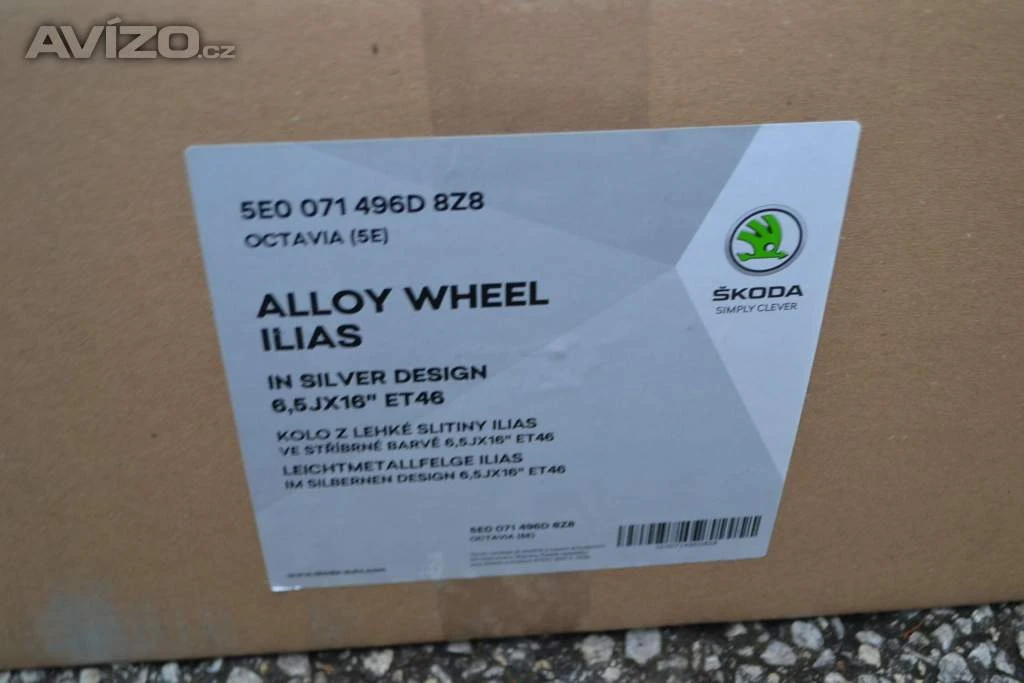 AVÍZO.cz
5E0 071 496D 8Z8
OCTAVIA (5E)
ŠKODA
SIMPLY CLEVER
ALLOY WHEEL
ILIAS
IN SILVER DESIGN
6,5JX16" ET46
KOLO Z LEHKÉ SLITINY ILIAS
VE STŘÍBRNÉ BARVĚ 6,5JX16" ET46
LEICHTMETALLFELGE ILIAS
IM SILBERNEN DESIGN 6,5JX16" ET46
5E0 071 496D 8Z8
OCTAVIA (5E)